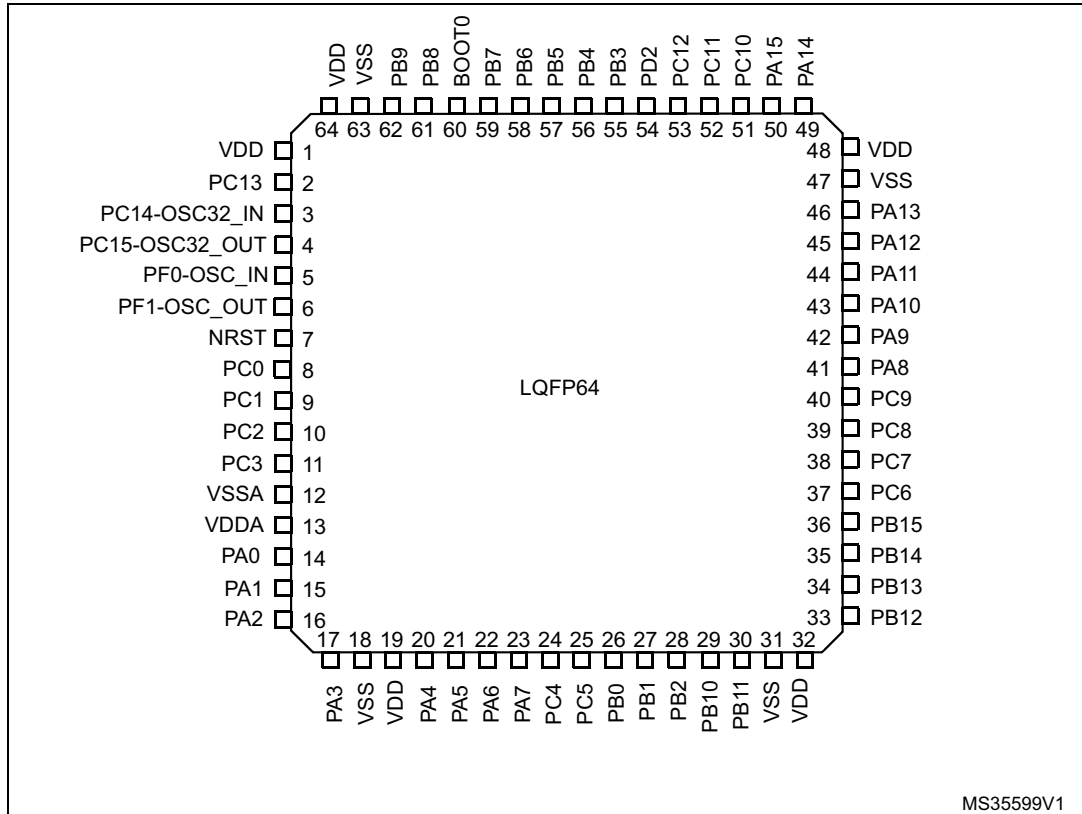 VDD
VSS
PB9
PB8
BOOT0
PB7
PB6
PB5
PB4
PB3
PD2
PC12
PC11
PC10
PA15
PA14
64 63 62 61 60 59 58 57 56 55 54 53 52 51 50 49
VDD 1
PC13 2
PC14-OSC32_IN 3
PC15-OSC32_OUT 4
PF0-OSC_IN 5
PF1-OSC_OUT 6
NRST 7
PC0 8
PC1 9
PC2 10
PC3 11
VSSA 12
VDDA 13
PA0 14
PA1 15
PA2 16
LQFP64
48 VDD
47 VSS
46 PA13
45 PA12
44 PA11
43 PA10
42 PA9
41 PA8
40 PC9
39 PC8
38 PC7
37 PC6
36 PB15
35 PB14
34 PB13
33 PB12
17 18 19 20 21 22 23 24 25 26 27 28 29 30 31 32
PA3
VSS
VDD
PA4
PA5
PA6
PA7
PC4
PC5
PB0
PB1
PB2
PB10
PB11
VSS
VDD
MS35599V1